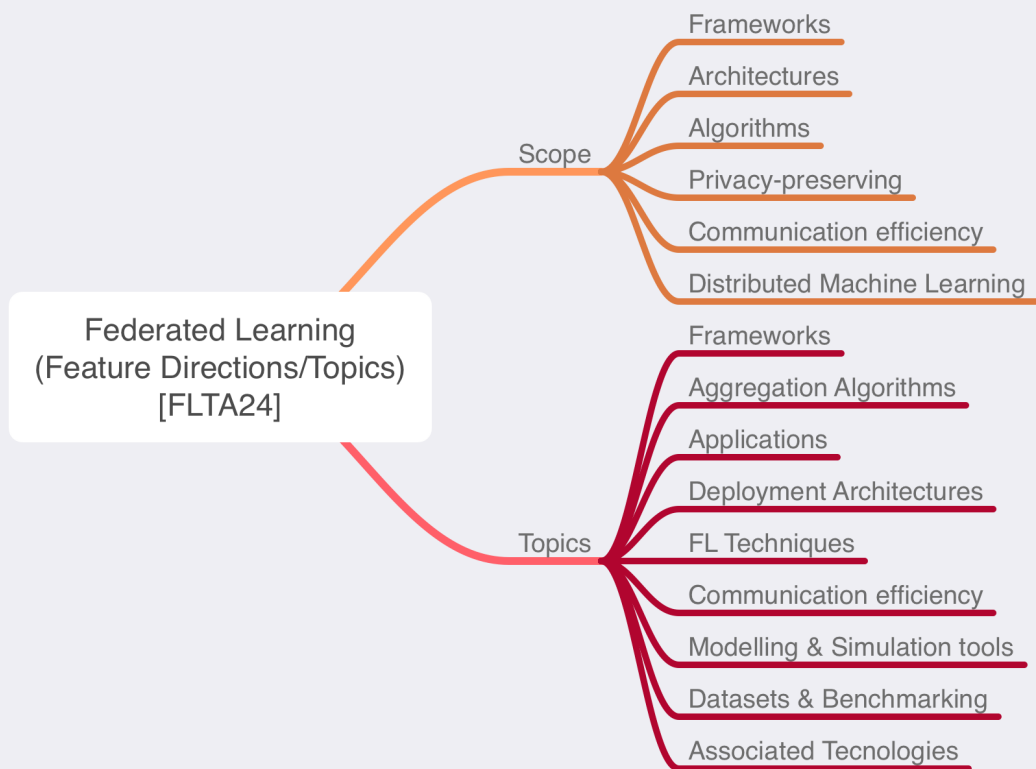 Frameworks
Architectures
Algorithms
Scope
Privacy-preserving
Communication efficiency
Distributed Machine Learning
Federated Learning
(Feature Directions/Topics)
[FLTA24]
Frameworks
Aggregation Algorithms
Applications
Deployment Architectures
Topics
FL Techniques
Communication efficiency
Modelling & Simulation tools
Datasets & Benchmarking
Associated Tecnologies